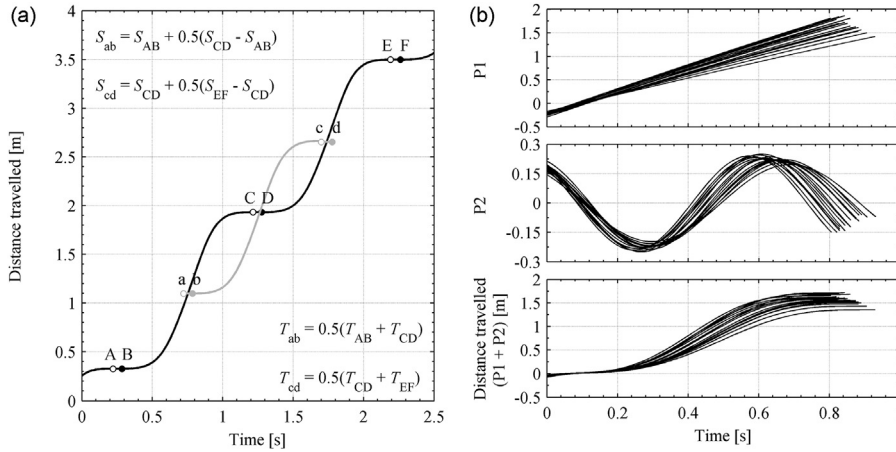 (a)
S_ab = S_AB + 0.5(S_CD - S_AB)
S_cd = S_CD + 0.5(S_EF - S_CD)
T_ab = 0.5(T_AB + T_CD)
T_cd = 0.5(T_CD + T_EF)
A B
a b
C D
c d
E F
Distance travelled [m]
4
3.5
3
2.5
2
1.5
1
0.5
0
0 0.5 1 1.5 2 2.5
Time [s]
(b)
P1
2
1.5
1
0.5
0
-0.5
P2
0.3
0.15
0
-0.15
-0.3
Distance travelled
(P1 + P2) [m]
2
1.5
1
0.5
0
-0.5
0 0.2 0.4 0.6 0.8
Time [s]